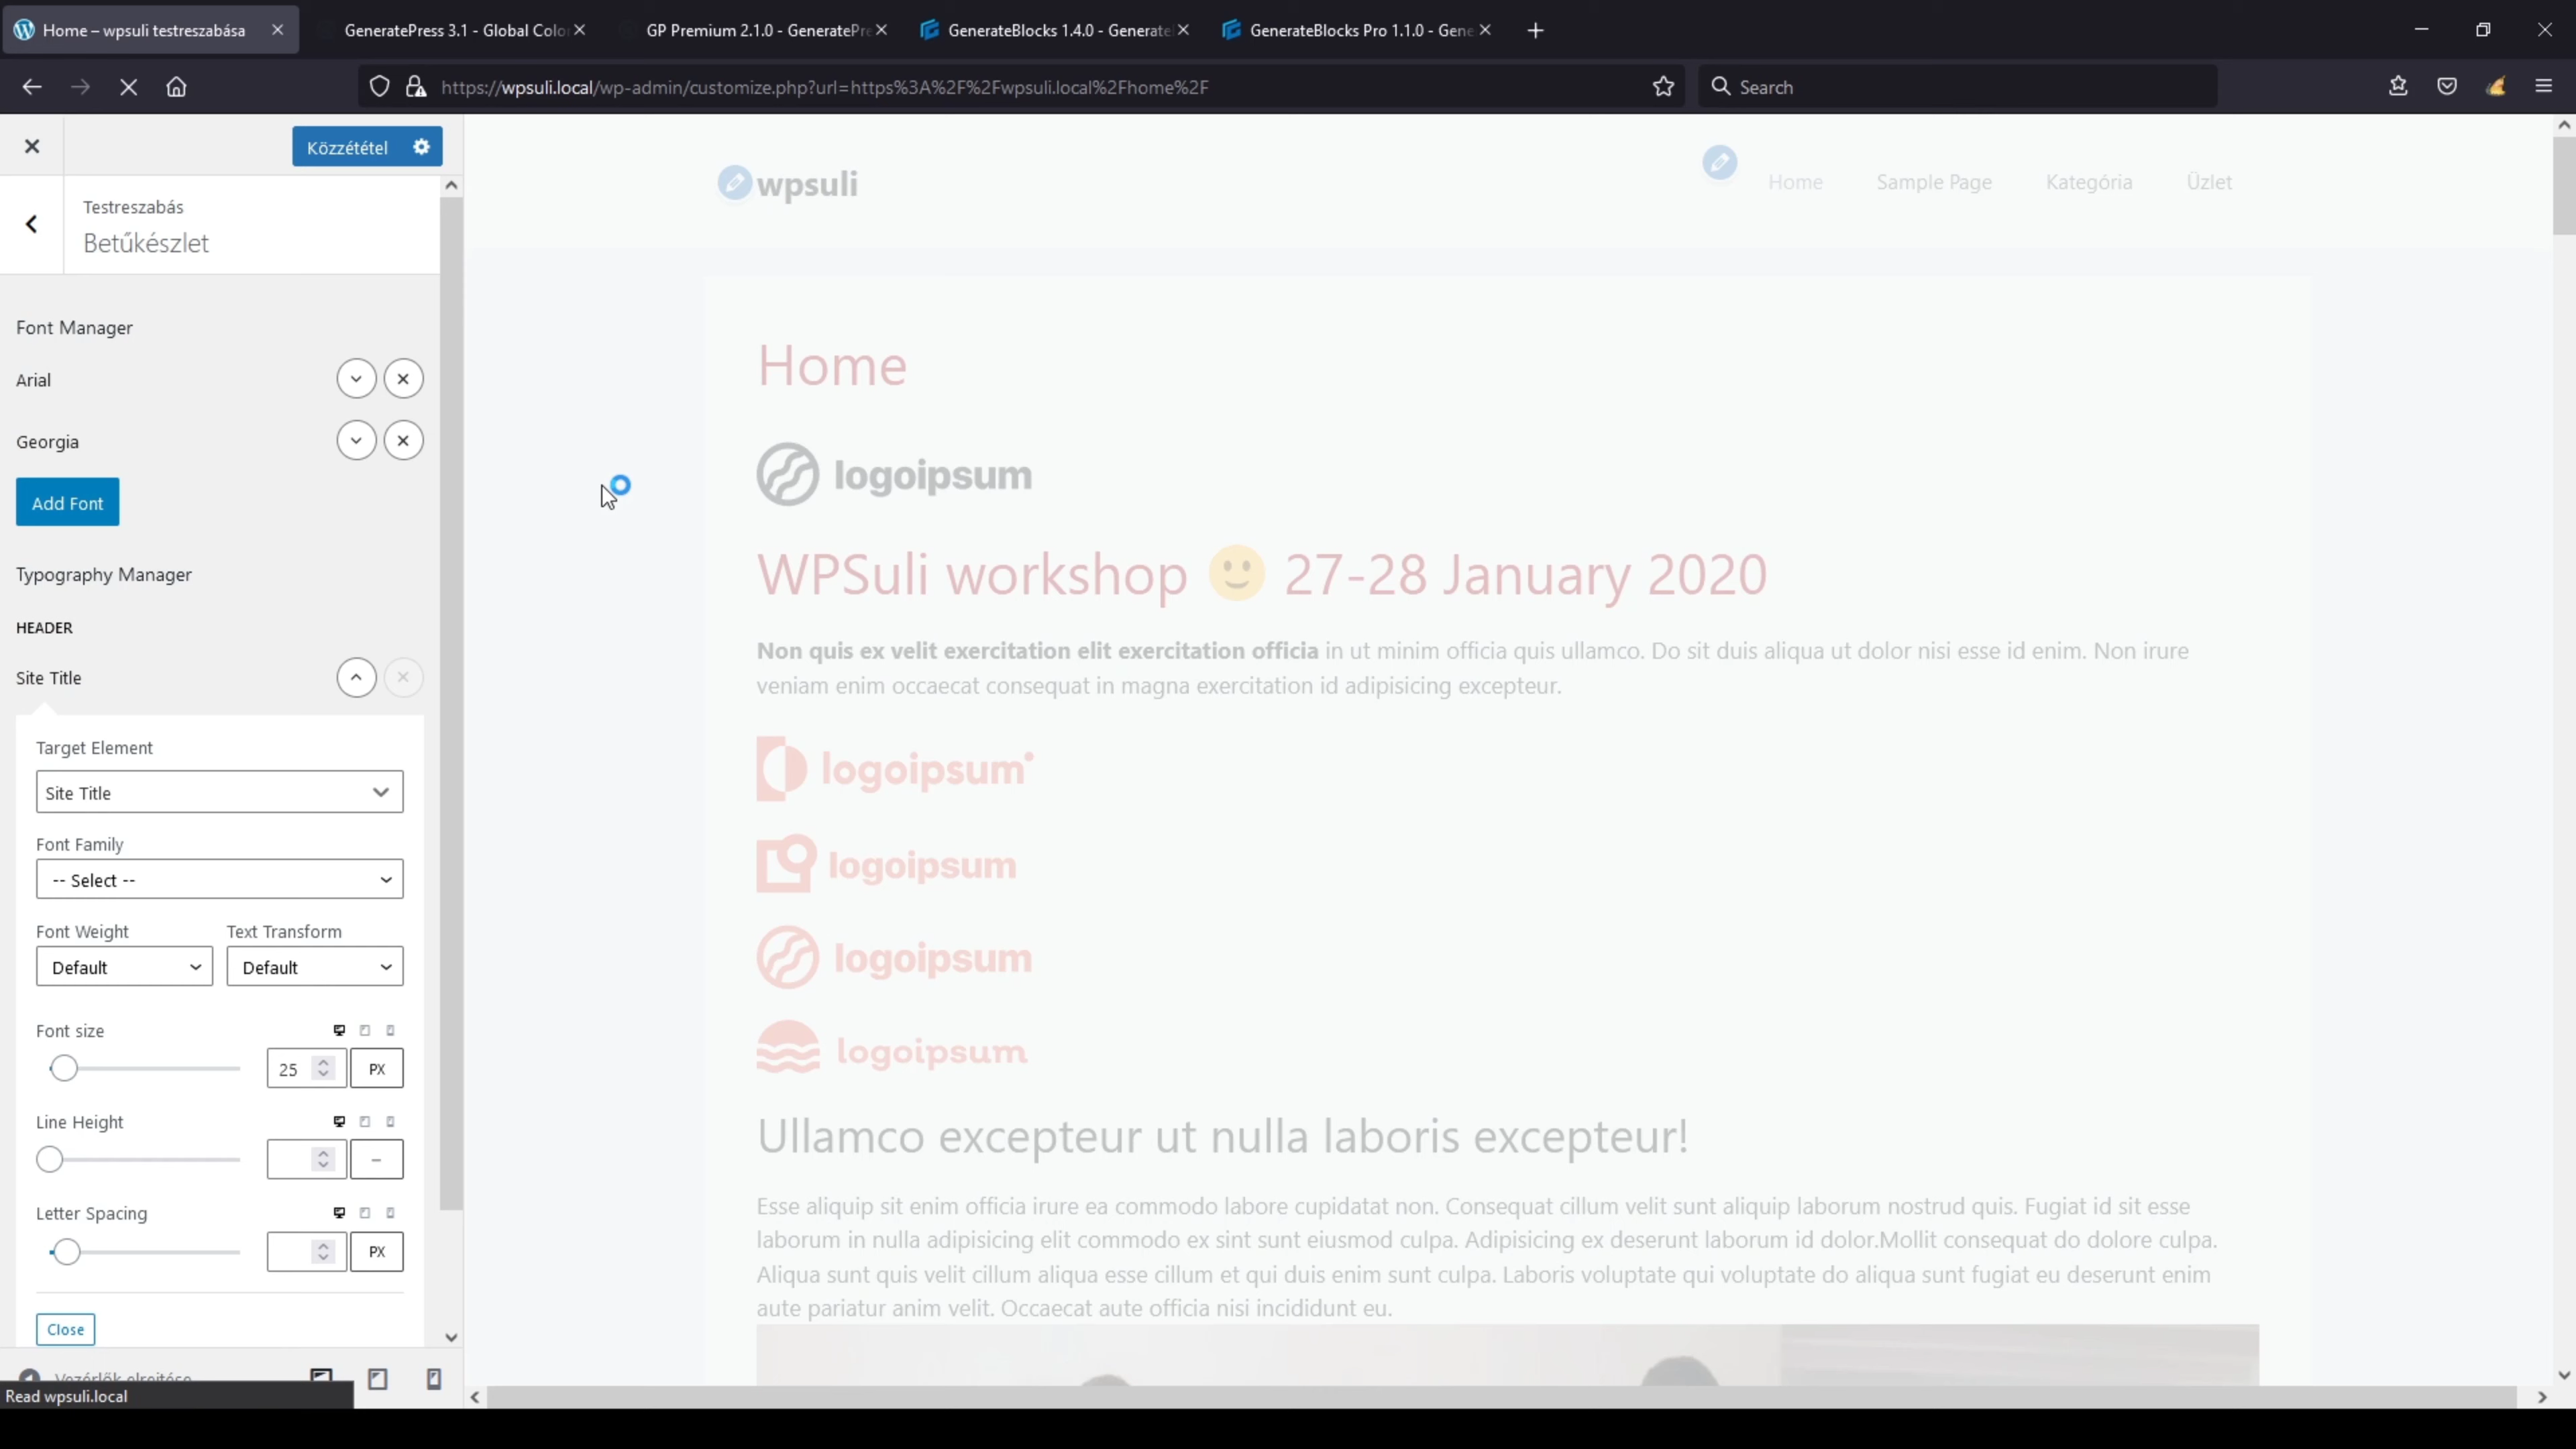 Home – wpsuli testreszabása
GeneratePress 3.1 - Global Color
GP Premium 2.1.0 - GeneratePre
GenerateBlocks 1.4.0 - Generate
GenerateBlocks Pro 1.1.0 - Gene
https://wpsuli.local/wp-admin/customize.php?url=https%3A%2F%2Fwpsuli.local%2Fhome%2F
Search
Közzététel
Testreszabás
Betűkészlet
Font Manager
Arial
Georgia
Add Font
Typography Manager
HEADER
Site Title
Target Element
Site Title
Font Family
-- Select --
Font Weight
Text Transform
Default
Default
Font size
25
PX
Line Height
–
Letter Spacing
PX
Close
Vezérlők elrejtése
Read wpsuli.local
wpsuli
Home
Sample Page
Kategória
Üzlet
Home
logoipsum
WPSuli workshop 🙂 27-28 January 2020
Non quis ex velit exercitation elit exercitation officia in ut minim officia quis ullamco. Do sit duis aliqua ut dolor nisi esse id enim. Non irure
veniam enim occaecat consequat in magna exercitation id adipisicing excepteur.
logoipsum
logoipsum
logoipsum
logoipsum
Ullamco excepteur ut nulla laboris excepteur!
Esse aliquip sit enim officia irure ea commodo labore cupidatat non. Consequat cillum velit sunt aliquip laborum nostrud quis. Fugiat id sit esse
laborum in nulla adipisicing elit commodo ex sint sunt eiusmod culpa. Adipisicing ex deserunt laborum id dolor.Mollit consequat do dolore culpa.
Aliqua sunt quis velit cillum aliqua esse cillum et qui duis enim sunt culpa. Laboris voluptate qui voluptate do aliqua sunt fugiat eu deserunt enim
aute pariatur anim velit. Occaecat aute officia nisi incididunt eu.